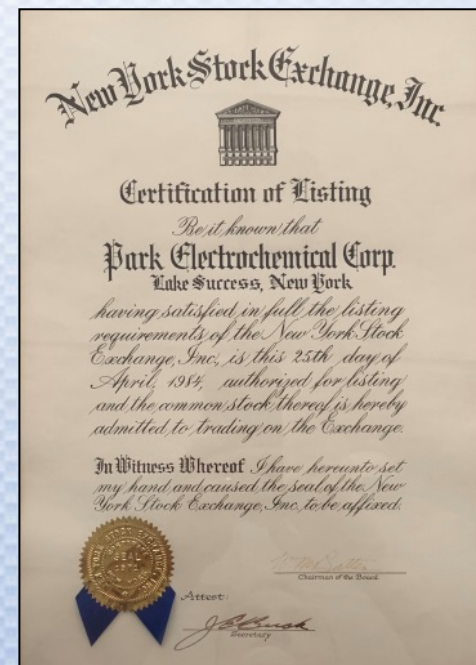 New York Stock Exchange, Inc.
Certification of Listing
Be it known that
Park Electrochemical Corp.
Lake Success, New York
having satisfied in full the listing
requirements of the New York Stock
Exchange, Inc., is this 25th day of
April, 1984, authorized for listing
and the common stock thereof is hereby
admitted to trading on the Exchange.
In Witness Whereof I have hereunto set
my hand and caused the seal of the New
York Stock Exchange, Inc., to be affixed.
Chairman of the Board
Attest:
Secretary